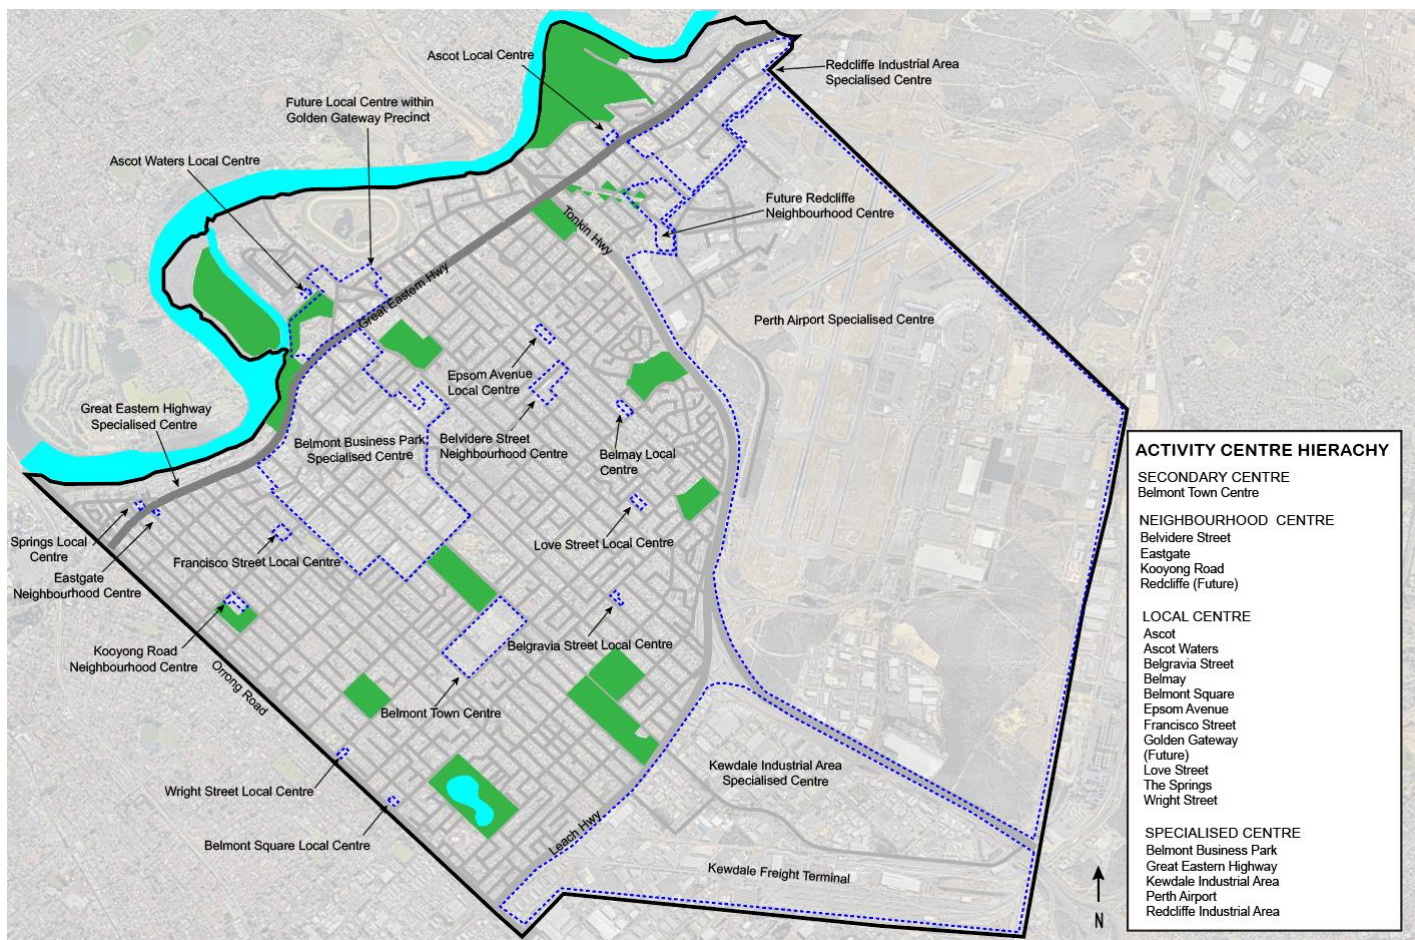 Ascot Local Centre
Redcliffe Industrial Area
Specialised Centre
Future Local Centre within
Golden Gateway Precinct
Ascot Waters Local Centre
Future Redcliffe
Neighbourhood Centre
Tonkin Hwy
Great Eastern Hwy
Perth Airport Specialised Centre
Epsom Avenue
Local Centre
Great Eastern Highway
Specialised Centre
Belmont Business Park
Specialised Centre
Belvidere Street
Neighbourhood Centre
Belmay Local
Centre
Springs Local
Centre
Eastgate
Neighbourhood Centre
Francisco Street Local Centre
Love Street Local Centre
Kooyong Road
Neighbourhood Centre
Belgravia Street Local Centre
Orrong Road
Belmont Town Centre
Wright Street Local Centre
Belmont Square Local Centre
Kewdale Industrial Area
Specialised Centre
Leach Hwy
Kewdale Freight Terminal
N
ACTIVITY CENTRE HIERACHY
SECONDARY CENTRE
Belmont Town Centre
NEIGHBOURHOOD CENTRE
Belvidere Street
Eastgate
Kooyong Road
Redcliffe (Future)
LOCAL CENTRE
Ascot
Ascot Waters
Belgravia Street
Belmay
Belmont Square
Epsom Avenue
Francisco Street
Golden Gateway
(Future)
Love Street
The Springs
Wright Street
SPECIALISED CENTRE
Belmont Business Park
Great Eastern Highway
Kewdale Industrial Area
Perth Airport
Redcliffe Industrial Area